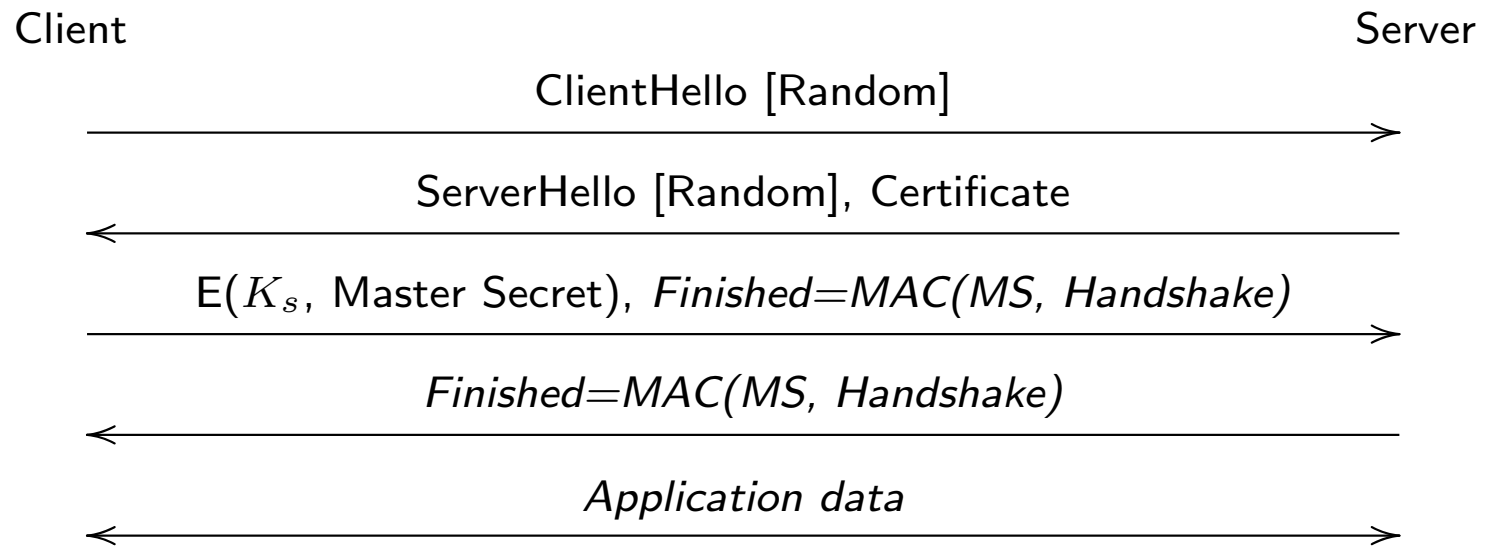 Client Server
ClientHello [Random]
ServerHello [Random], Certificate
E(Kₛ, Master Secret), Finished=MAC(MS, Handshake)
Finished=MAC(MS, Handshake)
Application data